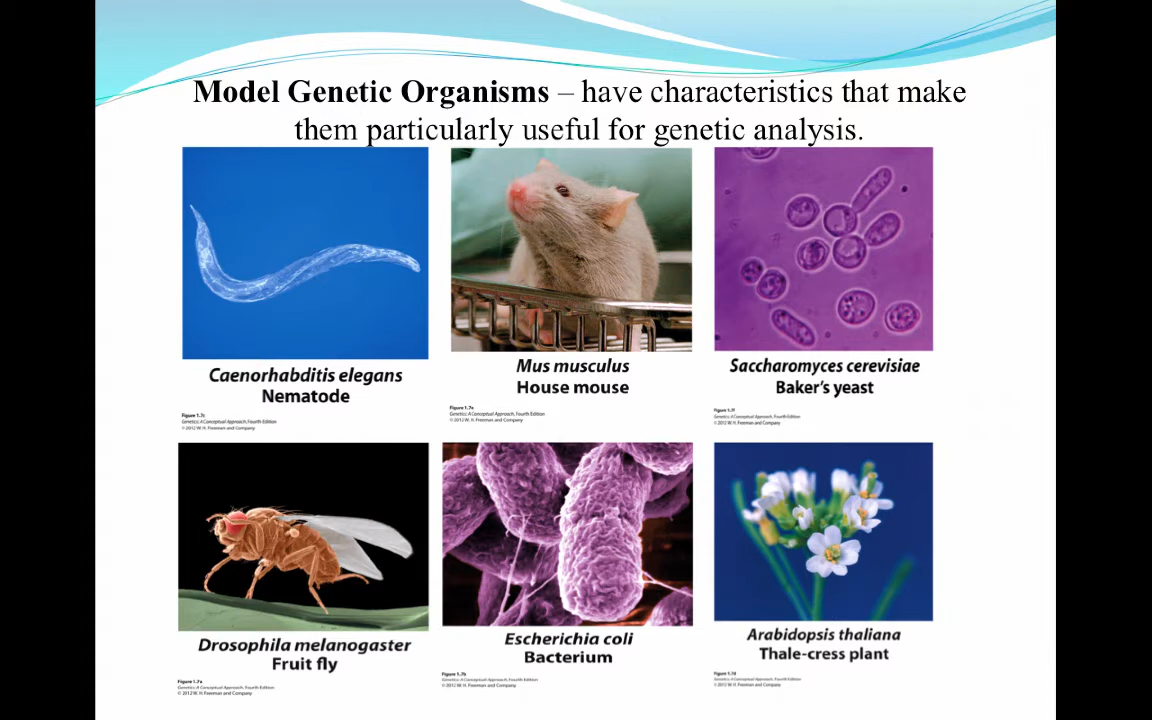 Model Genetic Organisms – have characteristics that make
them particularly useful for genetic analysis.
Caenorhabditis elegans
Nematode
Figure 1.7c
Genetics: A Conceptual Approach, Fourth Edition
© 2012 W. H. Freeman and Company
Mus musculus
House mouse
Figure 1.7e
Genetics: A Conceptual Approach, Fourth Edition
© 2012 W. H. Freeman and Company
Saccharomyces cerevisiae
Baker's yeast
Figure 1.7f
Genetics: A Conceptual Approach, Fourth Edition
© 2012 W. H. Freeman and Company
Drosophila melanogaster
Fruit fly
Figure 1.7a
Genetics: A Conceptual Approach, Fourth Edition
© 2012 W. H. Freeman and Company
Escherichia coli
Bacterium
Figure 1.7b
Genetics: A Conceptual Approach, Fourth Edition
© 2012 W. H. Freeman and Company
Arabidopsis thaliana
Thale-cress plant
Figure 1.7d
Genetics: A Conceptual Approach, Fourth Edition
© 2012 W. H. Freeman and Company